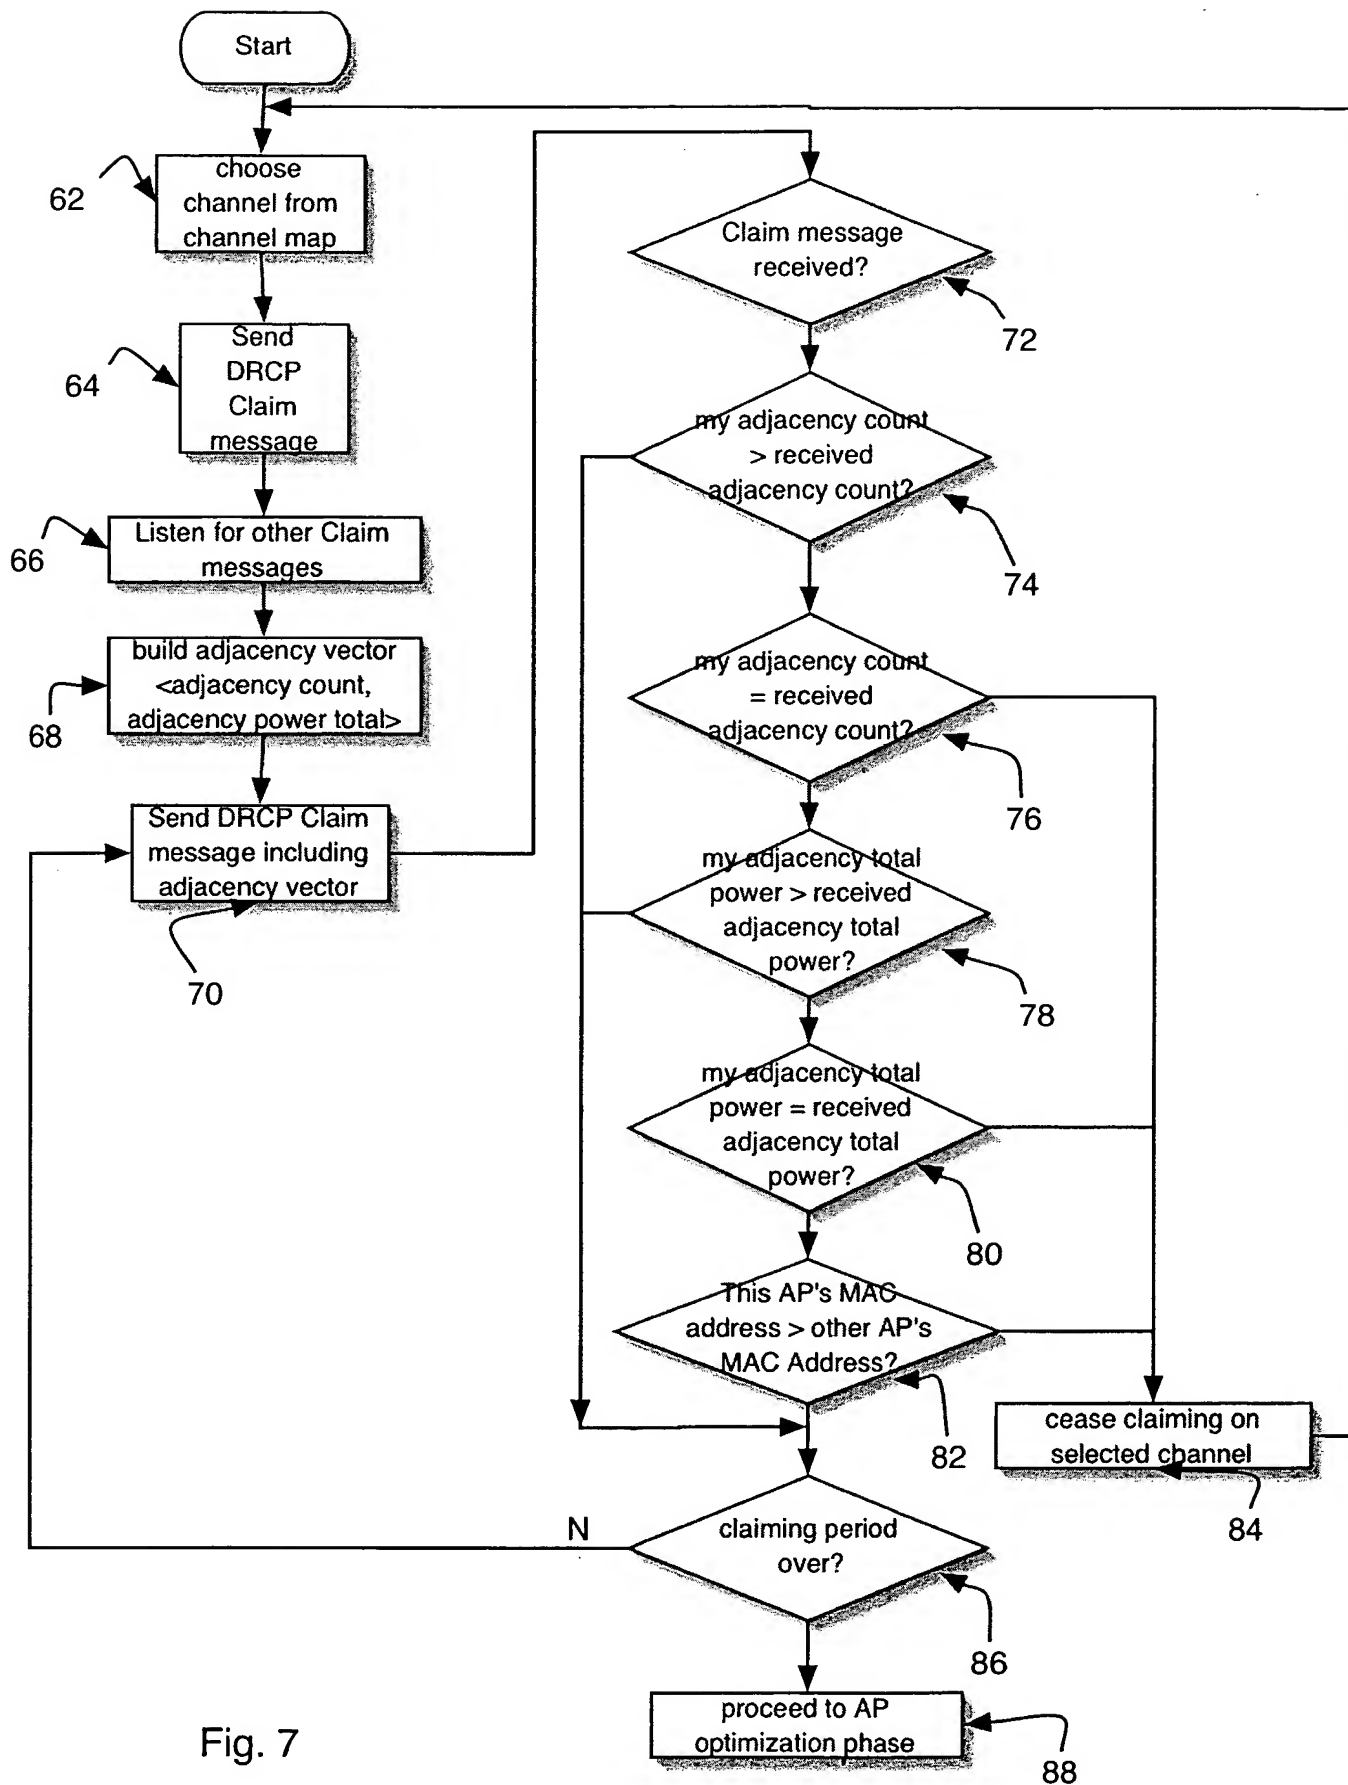 Start
choose
channel from
channel map
62
Send
DRCP
Claim
message
64
Listen for other Claim
messages
66
build adjacency vector
<adjacency count,
adjacency power total>
68
Send DRCP Claim
message including
adjacency vector
70
Claim message
received?
72
my adjacency count
> received
adjacency count?
74
my adjacency count
= received
adjacency count?
76
my adjacency total
power > received
adjacency total
power?
78
my adjacency total
power = received
adjacency total
power?
80
This AP's MAC
address > other AP's
MAC Address?
82
cease claiming on
selected channel
84
N
claiming period
over?
86
proceed to AP
optimization phase
88
Fig. 7